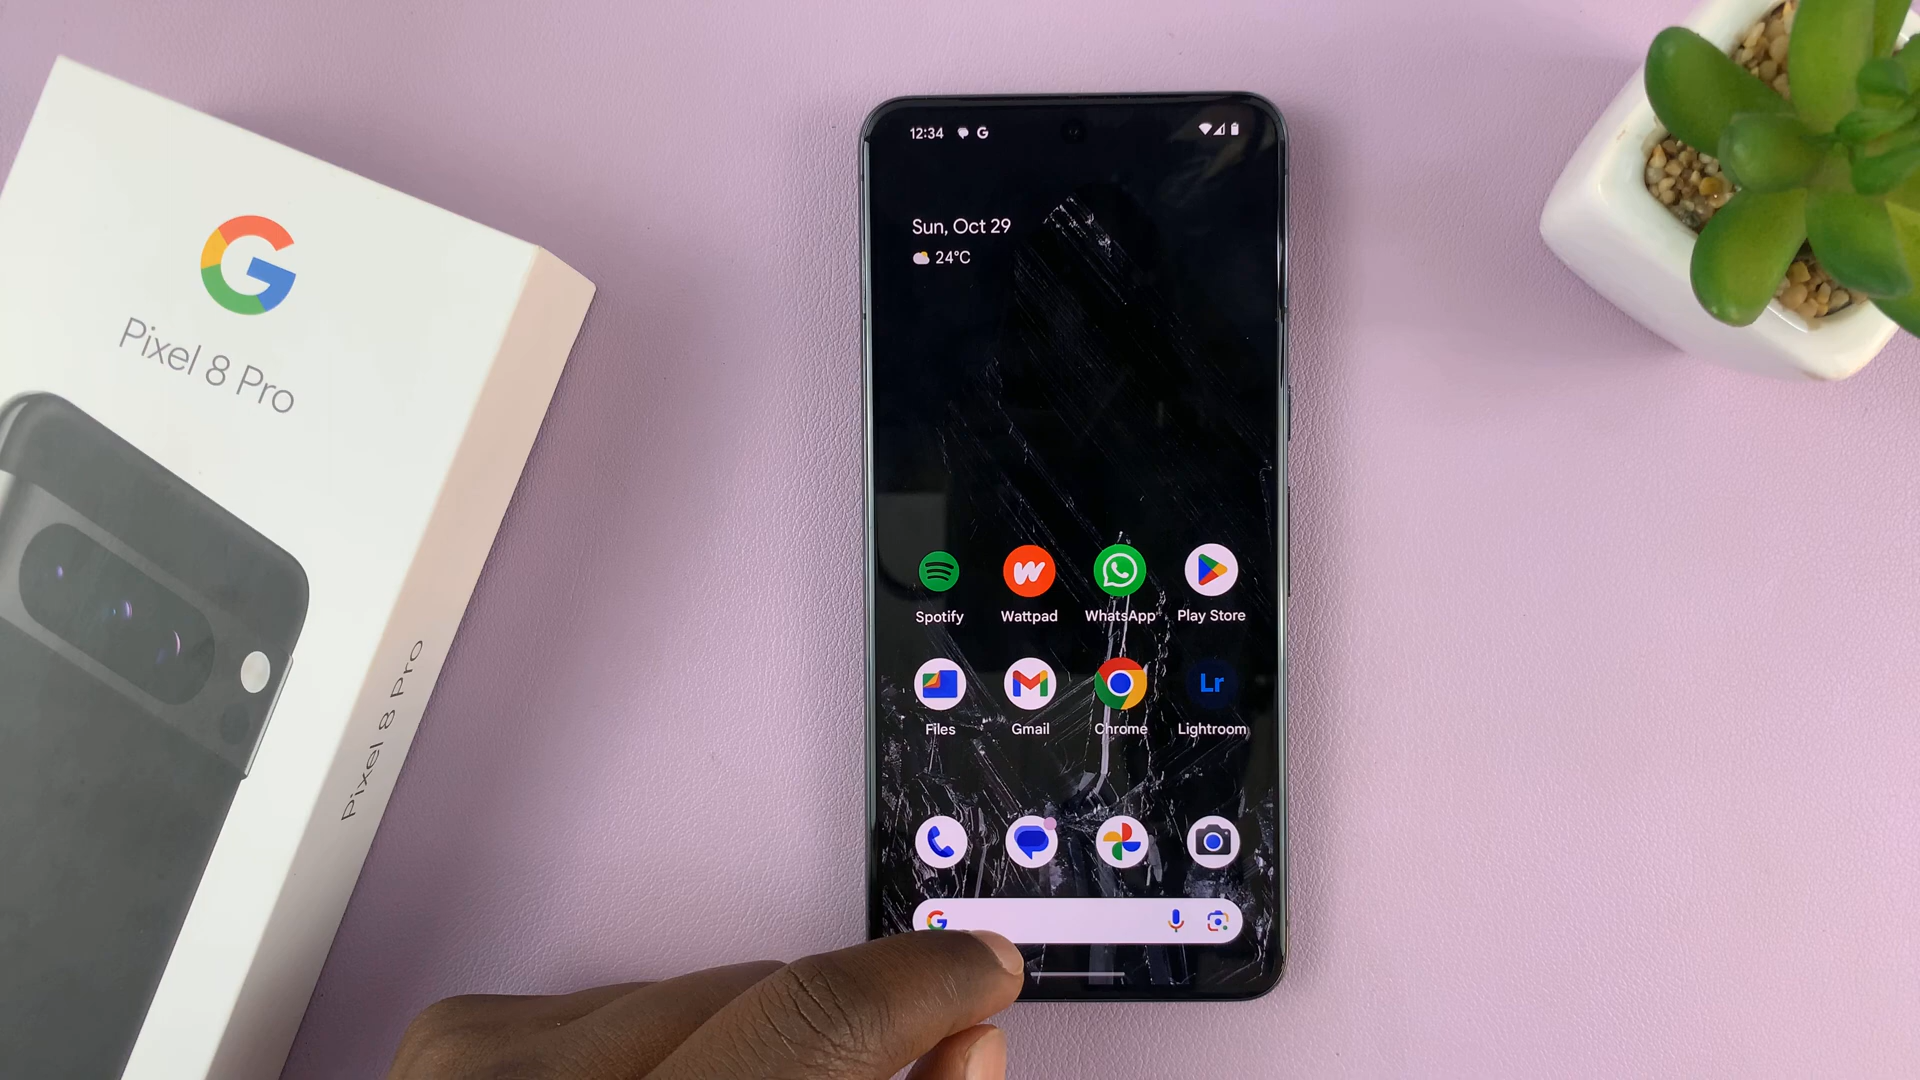 G
Pixel 8 Pro
Pixel 8 Pro
12:34 G
Sun, Oct 29
24°C
Spotify Wattpad WhatsApp Play Store
Lr
Files Gmail Chrome Lightroom
G